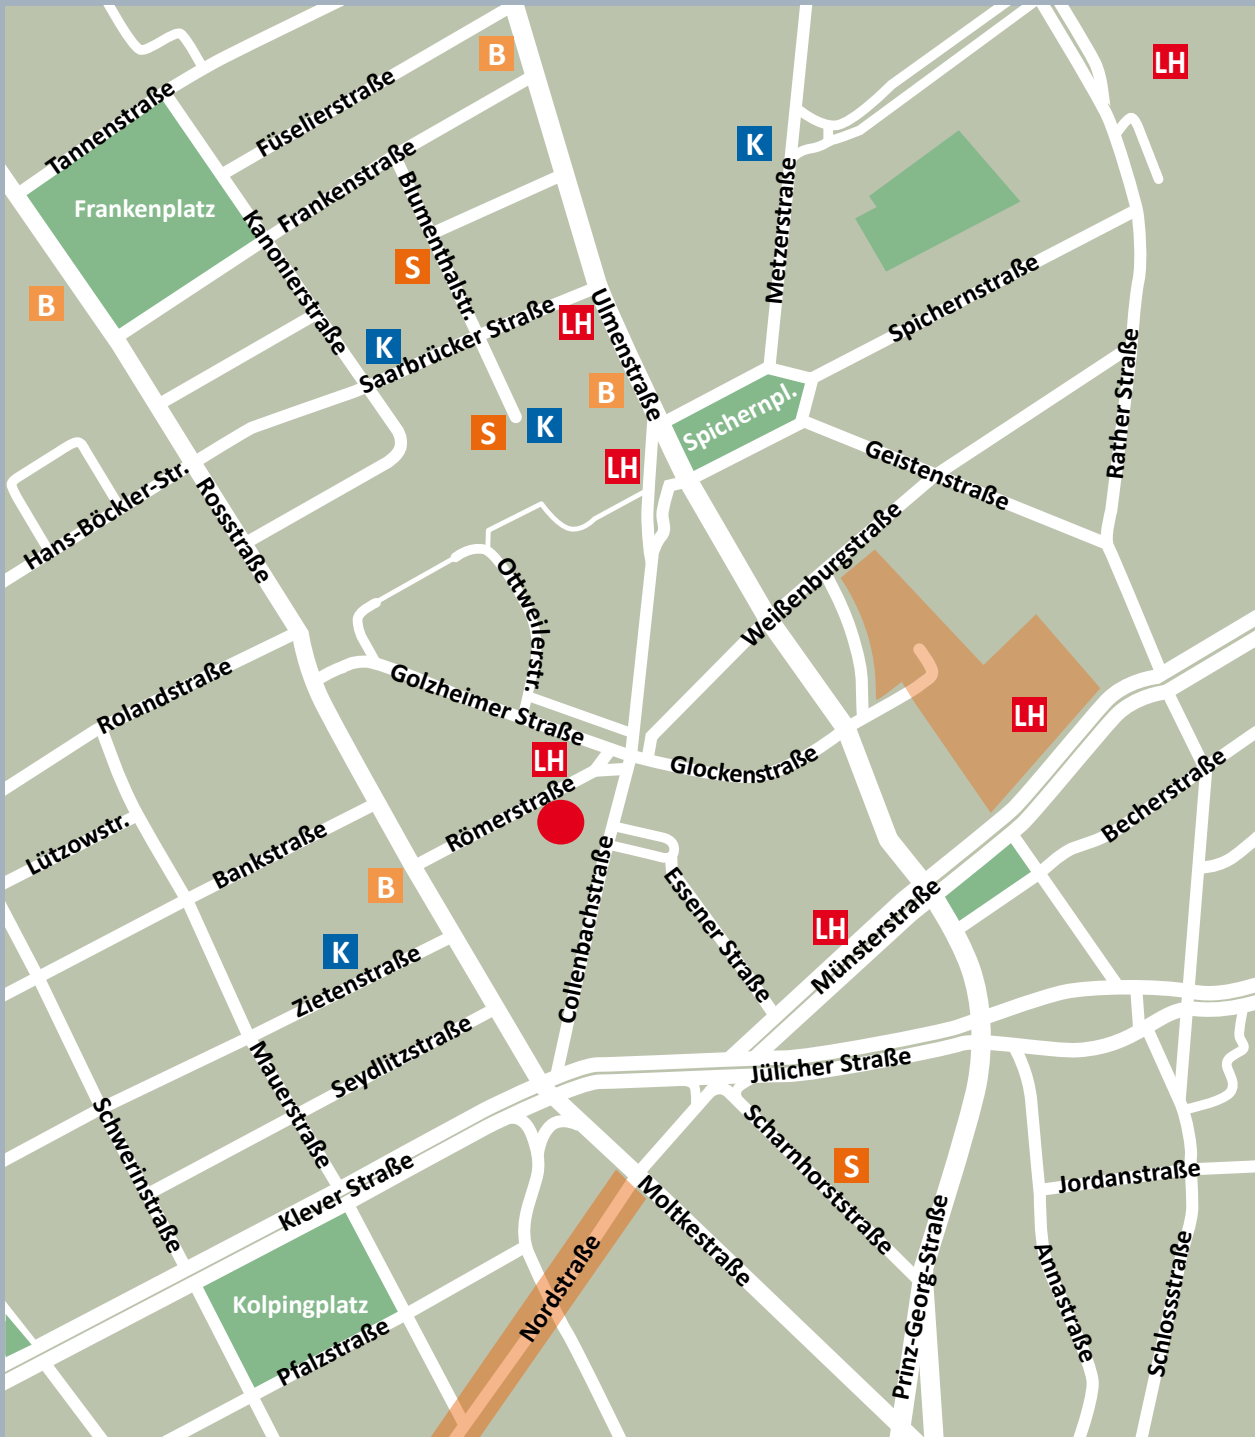 B
LH
Tannenstraße
Füselierstraße
K
Frankenstraße
Frankenplatz
Blumenthalstr.
Metzerstraße
Kanonierstraße
S
B
Spichernstraße
LH
Ulmenstraße
K
Saarbrücker Straße
B
Spichernpl.
Rather Straße
S
K
LH
Geistenstraße
Hans-Böckler-Str.
Rossstraße
Weißenburgstraße
Ottweilerstr.
Rolandstraße
Golzheimer Straße
LH
LH
Glockenstraße
Römerstraße
Becherstraße
Lützowstr.
Bankstraße
B
Collenbachstraße
Essener Straße
LH
Münsterstraße
K
Zietenstraße
Seydlitzstraße
Jülicher Straße
Mauerstraße
Schwerinstraße
Scharnhorststraße
S
Klever Straße
Jordanstraße
Moltkestraße
Nordstraße
Prinz-Georg-Straße
Annastraße
Schlossstraße
Kolpingplatz
Pfalzstraße